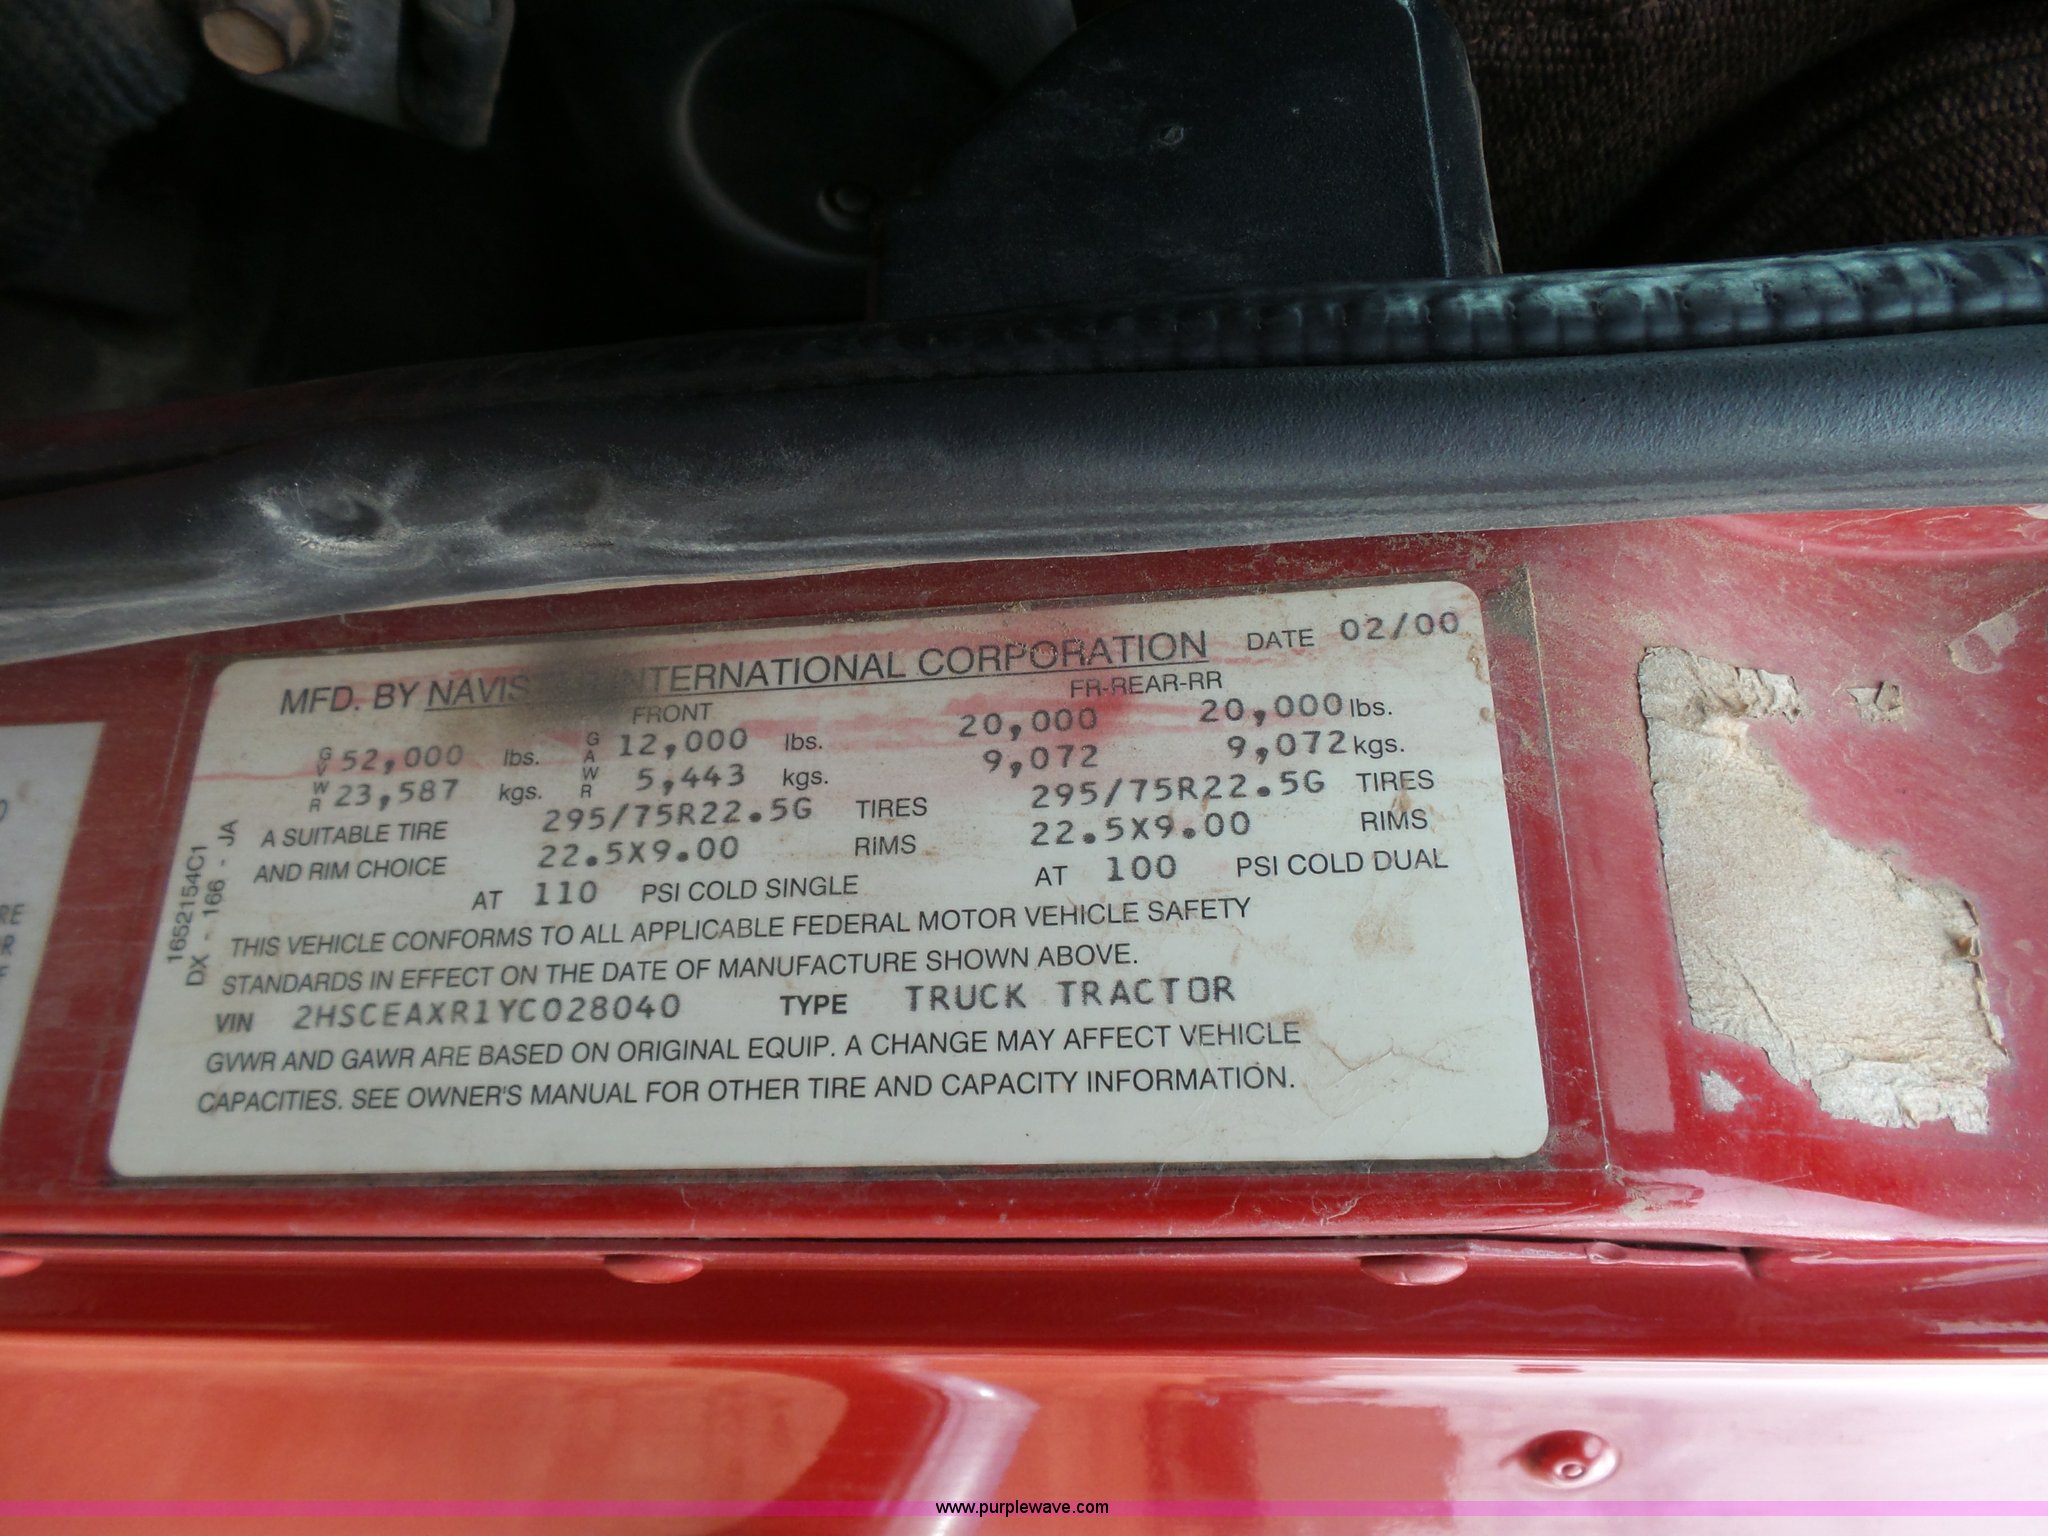 MFD. BY NAVISTAR INTERNATIONAL CORPORATION DATE 02/00
FRONT FR-REAR-RR
GVWR 52,000 lbs. GAWR 12,000 lbs. 20,000 20,000 lbs.
23,587 kgs. 5,443 kgs. 9,072 9,072 kgs.
A SUITABLE TIRE 295/75R22.5G TIRES 295/75R22.5G TIRES
AND RIM CHOICE 22.5X9.00 RIMS 22.5X9.00 RIMS
AT 110 PSI COLD SINGLE AT 100 PSI COLD DUAL
THIS VEHICLE CONFORMS TO ALL APPLICABLE FEDERAL MOTOR VEHICLE SAFETY
STANDARDS IN EFFECT ON THE DATE OF MANUFACTURE SHOWN ABOVE.
VIN 2HSCEAXR1YC028040 TYPE TRUCK TRACTOR
GVWR AND GAWR ARE BASED ON ORIGINAL EQUIP. A CHANGE MAY AFFECT VEHICLE
CAPACITIES. SEE OWNER'S MANUAL FOR OTHER TIRE AND CAPACITY INFORMATION.
1652154C1
DX - 166 - JA
www.purplewave.com